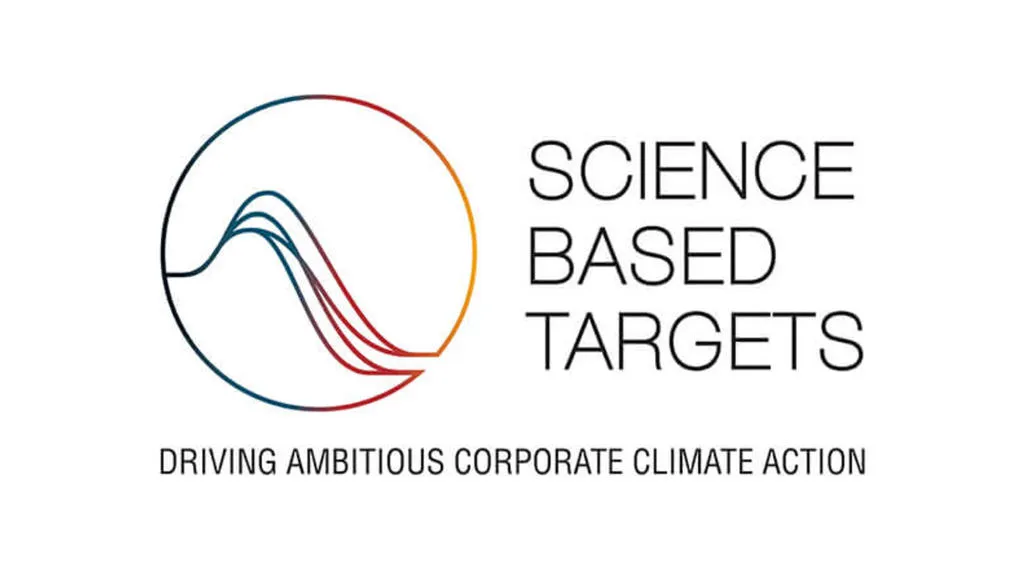 SCIENCE
BASED
TARGETS
DRIVING AMBITIOUS CORPORATE CLIMATE ACTION